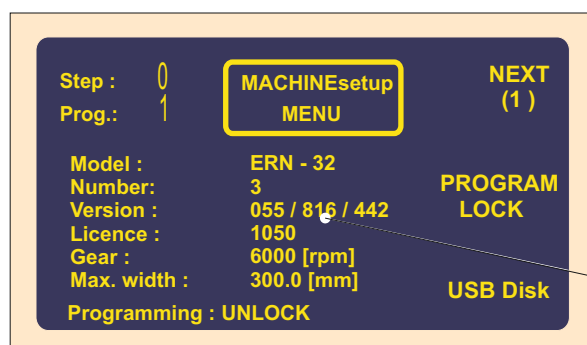 Step : 0
Prog.: 1
MACHINEsetup
MENU
NEXT
(1 )
Model : ERN - 32
Number: 3
Version : 055 / 816 / 442
Licence : 1050
Gear : 6000 [rpm]
Max. width : 300.0 [mm]
Programming : UNLOCK
PROGRAM
LOCK
USB Disk